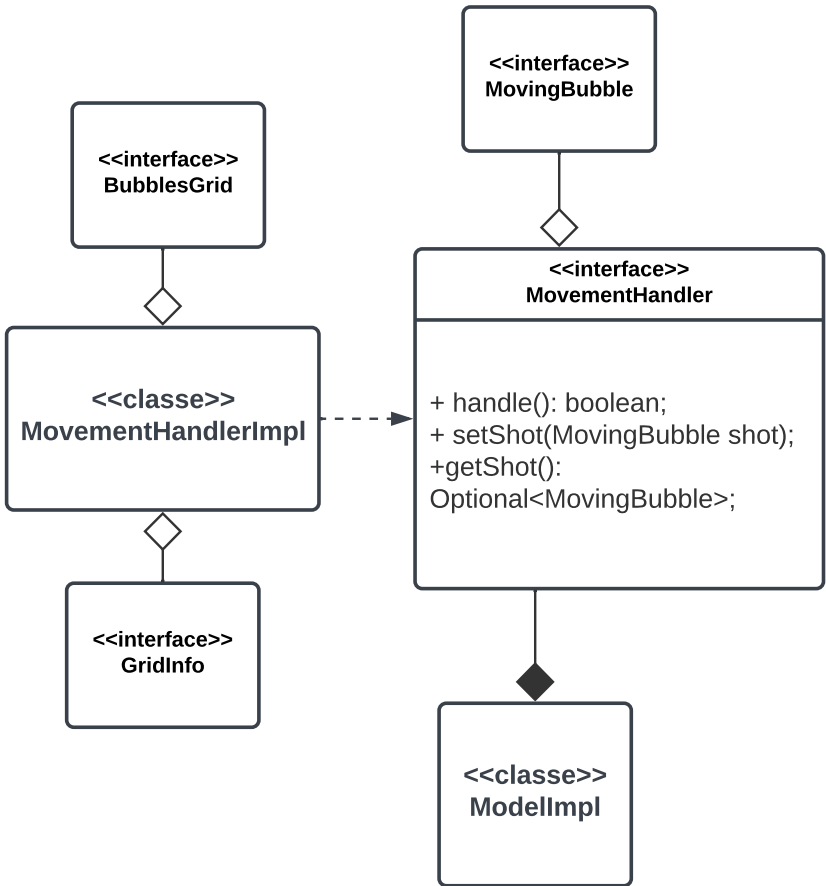 <<interface>>
MovingBubble
<<interface>>
BubblesGrid
<<interface>>
MovementHandler
<<classe>>
MovementHandlerImpl
+ handle(): boolean;
+ setShot(MovingBubble shot);
+getShot():
Optional<MovingBubble>;
<<interface>>
GridInfo
<<classe>>
ModelImpl